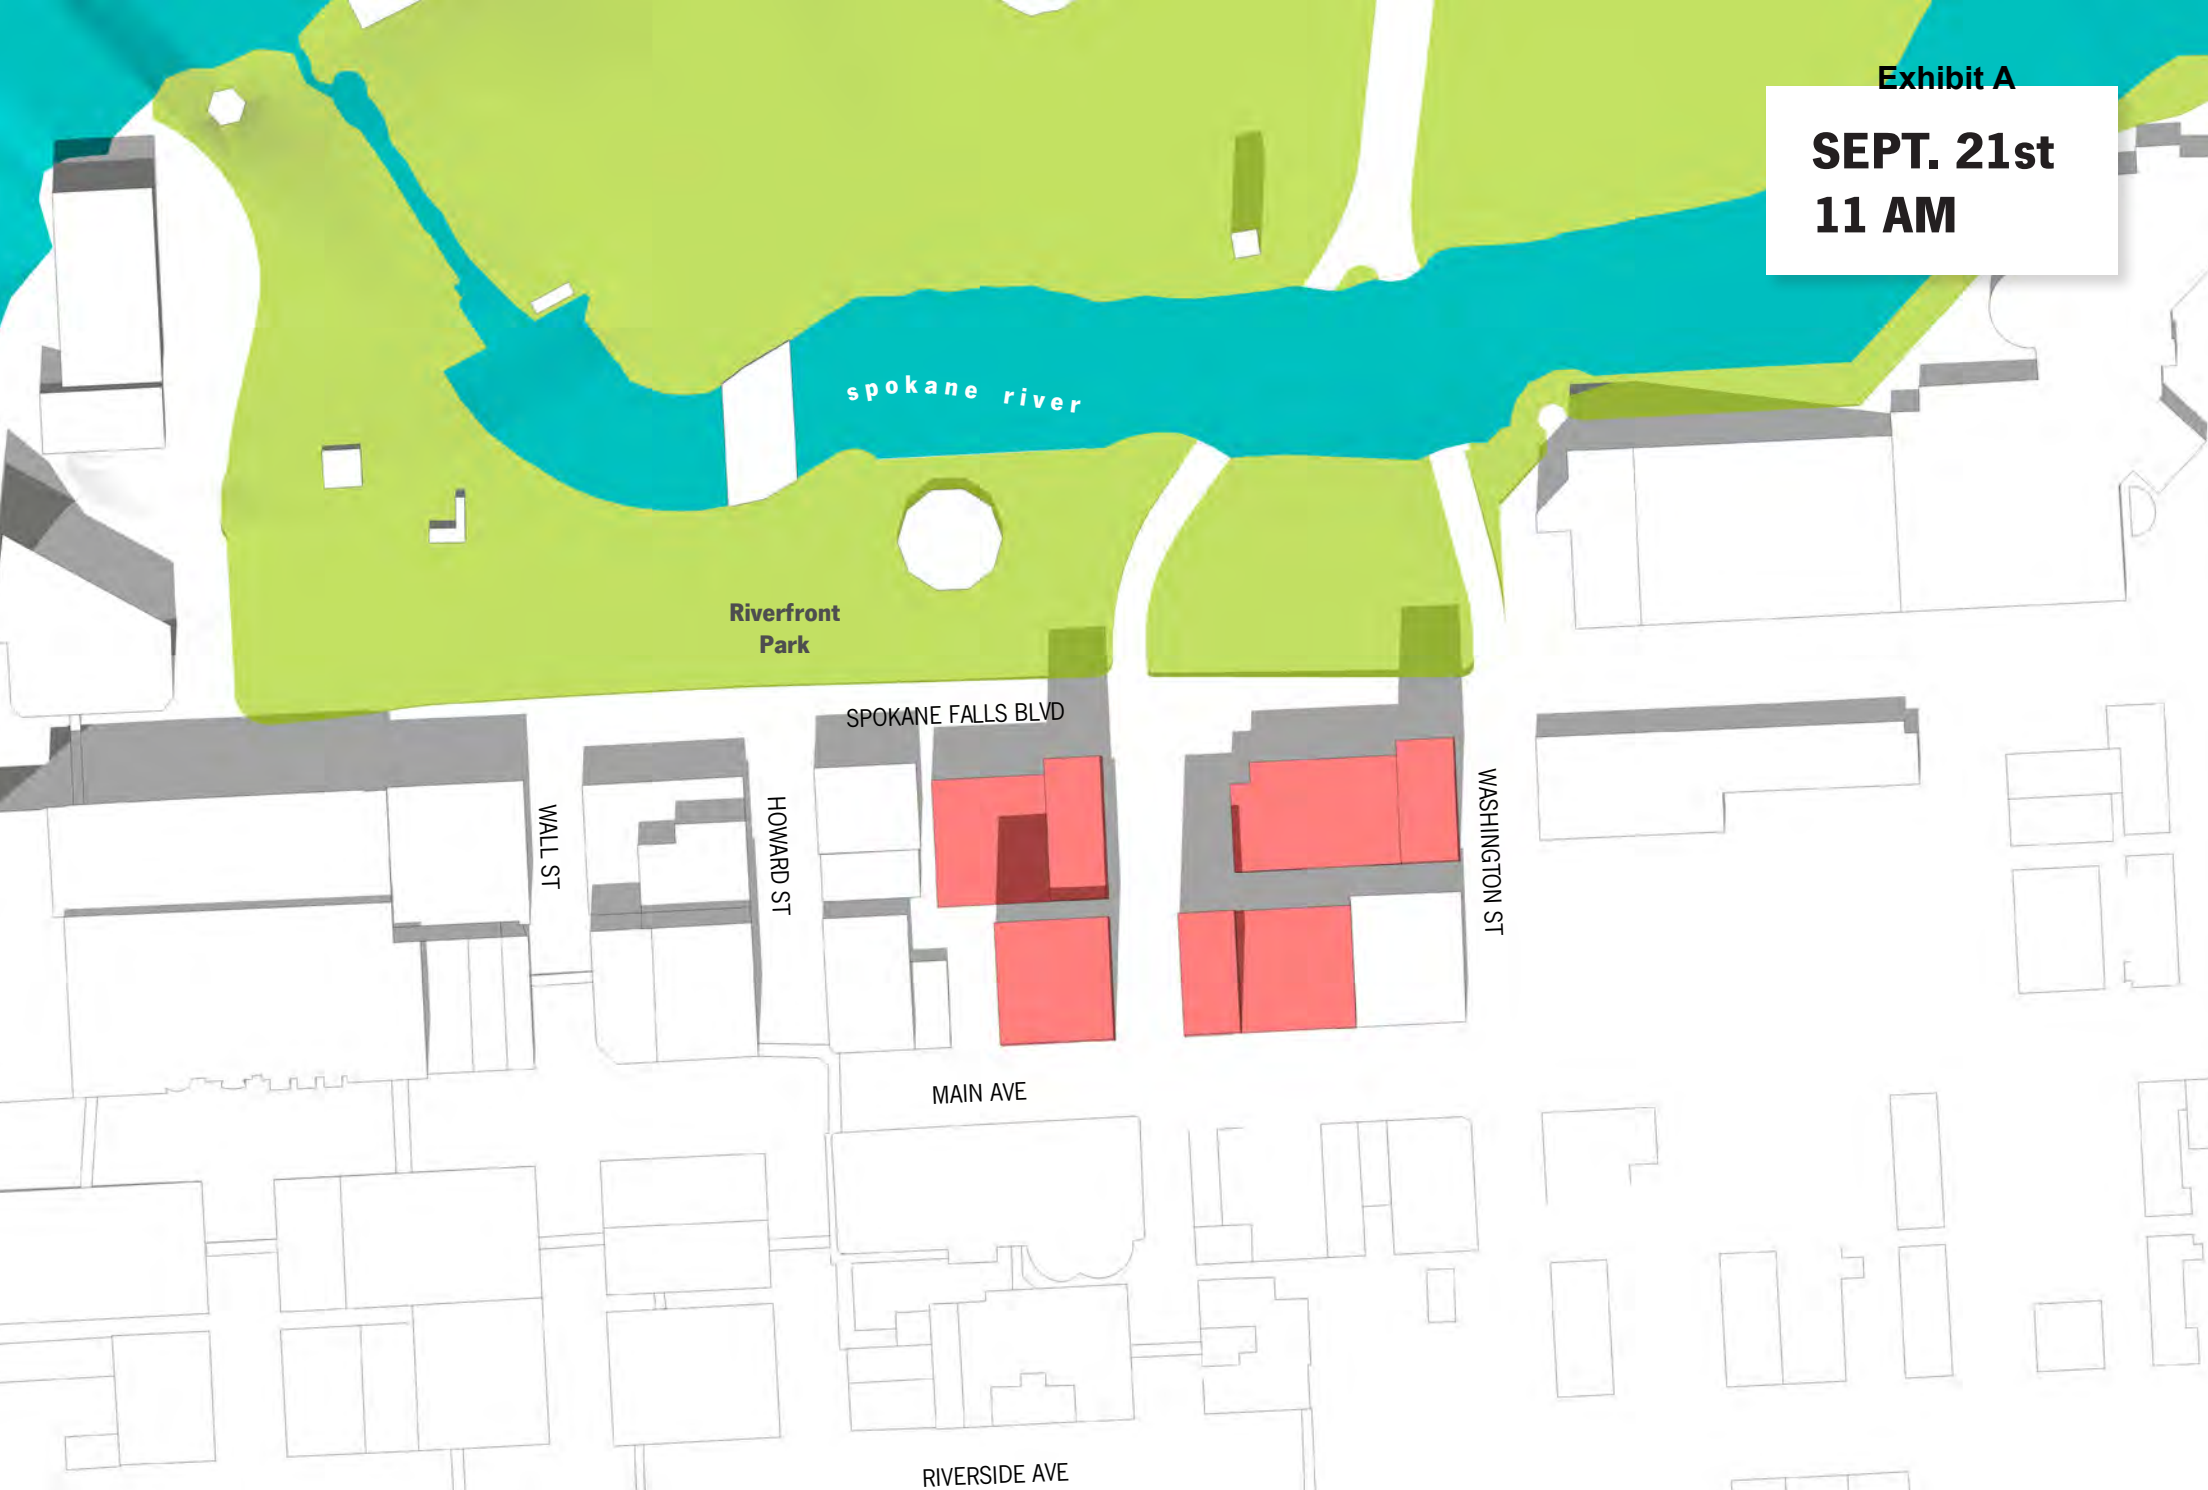 Exhibit A
SEPT. 21st
11 AM
spokane river
Riverfront
Park
SPOKANE FALLS BLVD
WALL ST
HOWARD ST
WASHINGTON ST
MAIN AVE
RIVERSIDE AVE